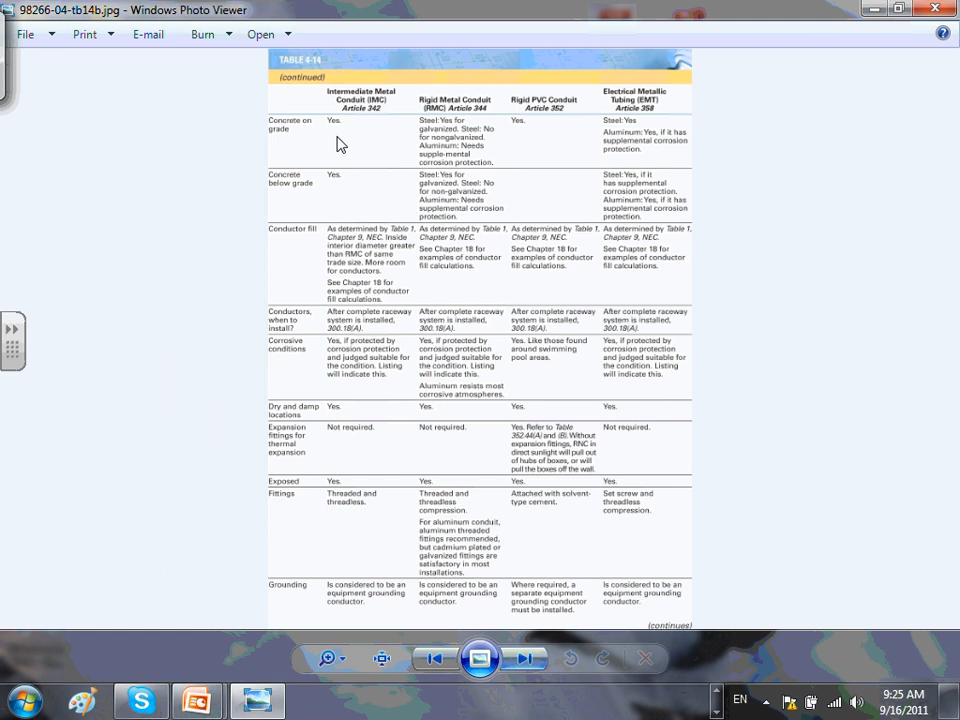 98266-04-tb14b.jpg - Windows Photo Viewer
File Print E-mail Burn Open
TABLE 4-14
(continued)
Intermediate Metal
Conduit (IMC)
Article 342
Rigid Metal Conduit
(RMC) Article 344
Rigid PVC Conduit
Article 352
Electrical Metallic
Tubing (EMT)
Article 358
Concrete on
grade
Yes.
Steel: Yes for
galvanized. Steel: No
for nongalvanized.
Aluminum: Needs
supple-mental
corrosion protection.
Yes.
Steel: Yes
Aluminum: Yes, if it has
supplemental corrosion
protection.
Concrete
below grade
Yes.
Steel: Yes for
galvanized. Steel: No
for non-galvanized.
Aluminum: Needs
supplemental corrosion
protection.
Steel: Yes, if it
has supplemental
corrosion protection.
Aluminum: Yes, if it has
supplemental corrosion
protection.
Conductor fill
As determined by Table 1,
Chapter 9, NEC. Inside
interior diameter greater
than RMC of same
trade size. More room
for conductors.
See Chapter 18 for
examples of conductor
fill calculations.
As determined by Table 1,
Chapter 9, NEC.
See Chapter 18 for
examples of conductor
fill calculations.
As determined by Table 1,
Chapter 9, NEC.
See Chapter 18 for
examples of conductor
fill calculations.
As determined by Table 1,
Chapter 9, NEC.
See Chapter 18 for
examples of conductor
fill calculations.
Conductors,
when to
install?
After complete raceway
system is installed,
300.18(A).
After complete raceway
system is installed,
300.18(A).
After complete raceway
system is installed,
300.18(A).
After complete raceway
system is installed,
300.18(A).
Corrosive
conditions
Yes, if protected by
corrosion protection
and judged suitable for
the condition. Listing
will indicate this.
Yes, if protected by
corrosion protection
and judged suitable for
the condition. Listing
will indicate this.
Aluminum resists most
corrosive atmospheres.
Yes. Like those found
around swimming
pool areas.
Yes, if protected by
corrosion protection
and judged suitable for
the condition. Listing
will indicate this.
Dry and damp
locations
Yes.
Yes.
Yes.
Yes.
Expansion
fittings for
thermal
expansion
Not required.
Not required.
Yes. Refer to Table
352.44(A) and (B). Without
expansion fittings, RNC in
direct sunlight will pull out
of hubs of boxes, or will
pull the boxes off the wall.
Not required.
Exposed
Yes.
Yes.
Yes.
Yes.
Fittings
Threaded and
threadless.
Threaded and
threadless
compression.
For aluminum conduit,
aluminum threaded
fittings recommended,
but cadmium plated or
galvanized fittings are
satisfactory in most
installations.
Attached with solvent-
type cement.
Set screw and
threadless
compression.
Grounding
Is considered to be an
equipment grounding
conductor.
Is considered to be an
equipment grounding
conductor.
Where required, a
separate equipment
grounding conductor
must be installed.
Is considered to be an
equipment grounding
conductor.
(continues)
EN
9:25 AM
9/16/2011